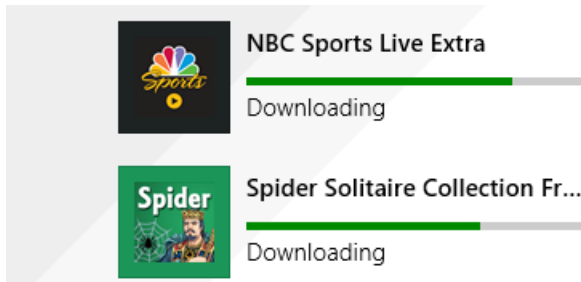 NBC Sports Live Extra
Sports
Downloading
Spider Solitaire Collection Fr...
Spider
Downloading